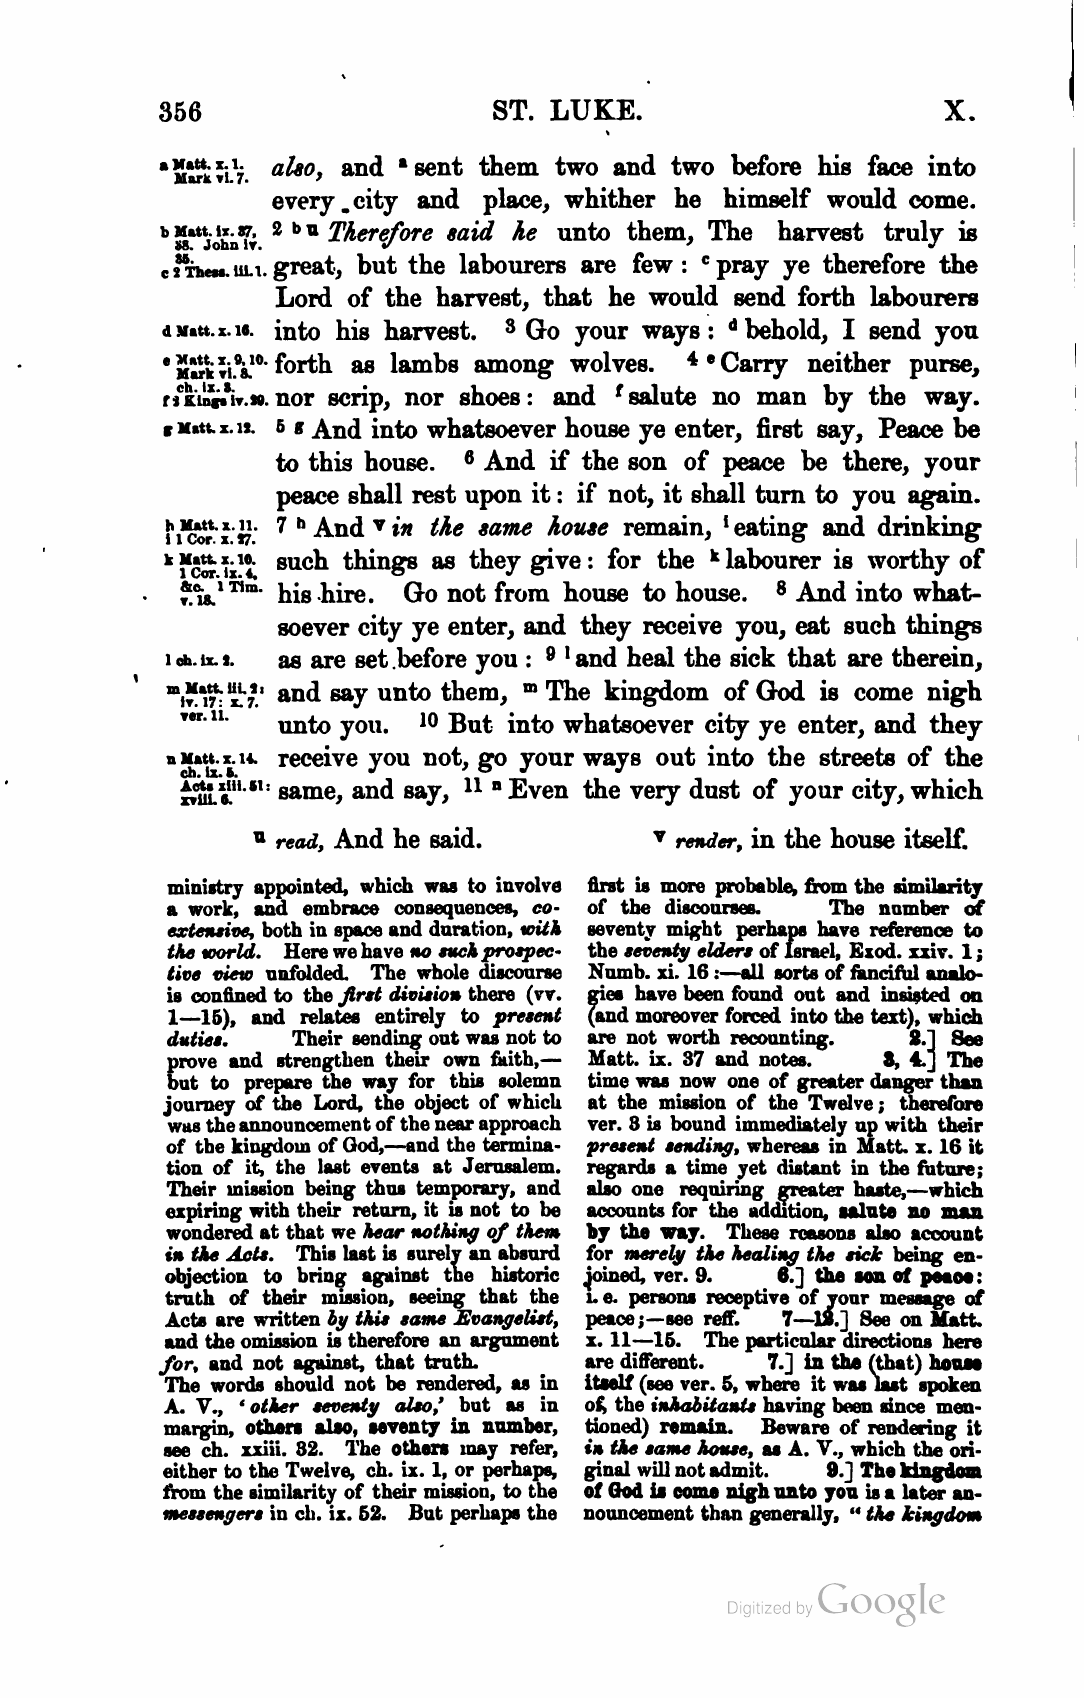 356 ST. LUKE. X.
a Matt. x. 1. also, and a sent them two and two before his face into
Mark vi. 7.
every city and place, whither he himself would come.
b Matt. ix. 37, 2 b u Therefore said he unto them, The harvest truly is
38. John iv.
35.
c 2 Thess. iii. 1. great, but the labourers are few : c pray ye therefore the
Lord of the harvest, that he would send forth labourers
d Matt. x. 16. into his harvest. 3 Go your ways : d behold, I send you
e Matt. x. 9, 10. forth as lambs among wolves. 4 e Carry neither purse,
Mark vi. 8.
ch. ix. 3.
f 2 Kings iv. 29. nor scrip, nor shoes : and f salute no man by the way.
g Matt. x. 12. 5 g And into whatsoever house ye enter, first say, Peace be
to this house. 6 And if the son of peace be there, your
peace shall rest upon it : if not, it shall turn to you again.
h Matt. x. 11. 7 h And v in the same house remain, i eating and drinking
i 1 Cor. x. 27.
k Matt. x. 10. such things as they give : for the k labourer is worthy of
1 Cor. ix. 4,
&c. 1 Tim. his hire. Go not from house to house. 8 And into what-
v. 18.
soever city ye enter, and they receive you, eat such things
l ch. ix. 2. as are set before you : 9 l and heal the sick that are therein,
m Matt. iii. 2: and say unto them, m The kingdom of God is come nigh
iv. 17: x. 7.
ver. 11. unto you. 10 But into whatsoever city ye enter, and they
n Matt. x. 14. receive you not, go your ways out into the streets of the
ch. ix. 5.
Acts xiii. 51: same, and say, 11 n Even the very dust of your city, which
xviii. 6.
u read, And he said. v render, in the house itself.
ministry appointed, which was to involve
a work, and embrace consequences, co-
extensive, both in space and duration, with
the world. Here we have no such prospec-
tive view unfolded. The whole discourse
is confined to the first division there (vv.
1—15), and relates entirely to present
duties. Their sending out was not to
prove and strengthen their own faith,—
but to prepare the way for this solemn
journey of the Lord, the object of which
was the announcement of the near approach
of the kingdom of God,—and the termina-
tion of it, the last events at Jerusalem.
Their mission being thus temporary, and
expiring with their return, it is not to be
wondered at that we hear nothing of them
in the Acts. This last is surely an absurd
objection to bring against the historic
truth of their mission, seeing that the
Acts are written by this same Evangelist,
and the omission is therefore an argument
for, and not against, that truth.
The words should not be rendered, as in
A. V., ‘other seventy also,’ but as in
margin, others also, seventy in number,
see ch. xxiii. 32. The others may refer,
either to the Twelve, ch. ix. 1, or perhaps,
from the similarity of their mission, to the
messengers in ch. ix. 52. But perhaps the
first is more probable, from the similarity
of the discourses. The number of
seventy might perhaps have reference to
the seventy elders of Israel, Exod. xxiv. 1;
Numb. xi. 16 :—all sorts of fanciful analo-
gies have been found out and insisted on
(and moreover forced into the text), which
are not worth recounting. 2.] See
Matt. ix. 37 and notes. 3, 4.] The
time was now one of greater danger than
at the mission of the Twelve; therefore
ver. 3 is bound immediately up with their
present sending, whereas in Matt. x. 16 it
regards a time yet distant in the future;
also one requiring greater haste,—which
accounts for the addition, salute no man
by the way. These reasons also account
for merely the healing the sick being en-
joined, ver. 9. 6.] the son of peace:
i. e. persons receptive of your message of
peace;—see reff. 7—12.] See on Matt.
x. 11—15. The particular directions here
are different. 7.] in the (that) house
itself (see ver. 5, where it was last spoken
of, the inhabitants having been since men-
tioned) remain. Beware of rendering it
in the same house, as A. V., which the ori-
ginal will not admit. 9.] The kingdom
of God is come nigh unto you is a later an-
nouncement than generally, “the kingdom
Digitized by Google